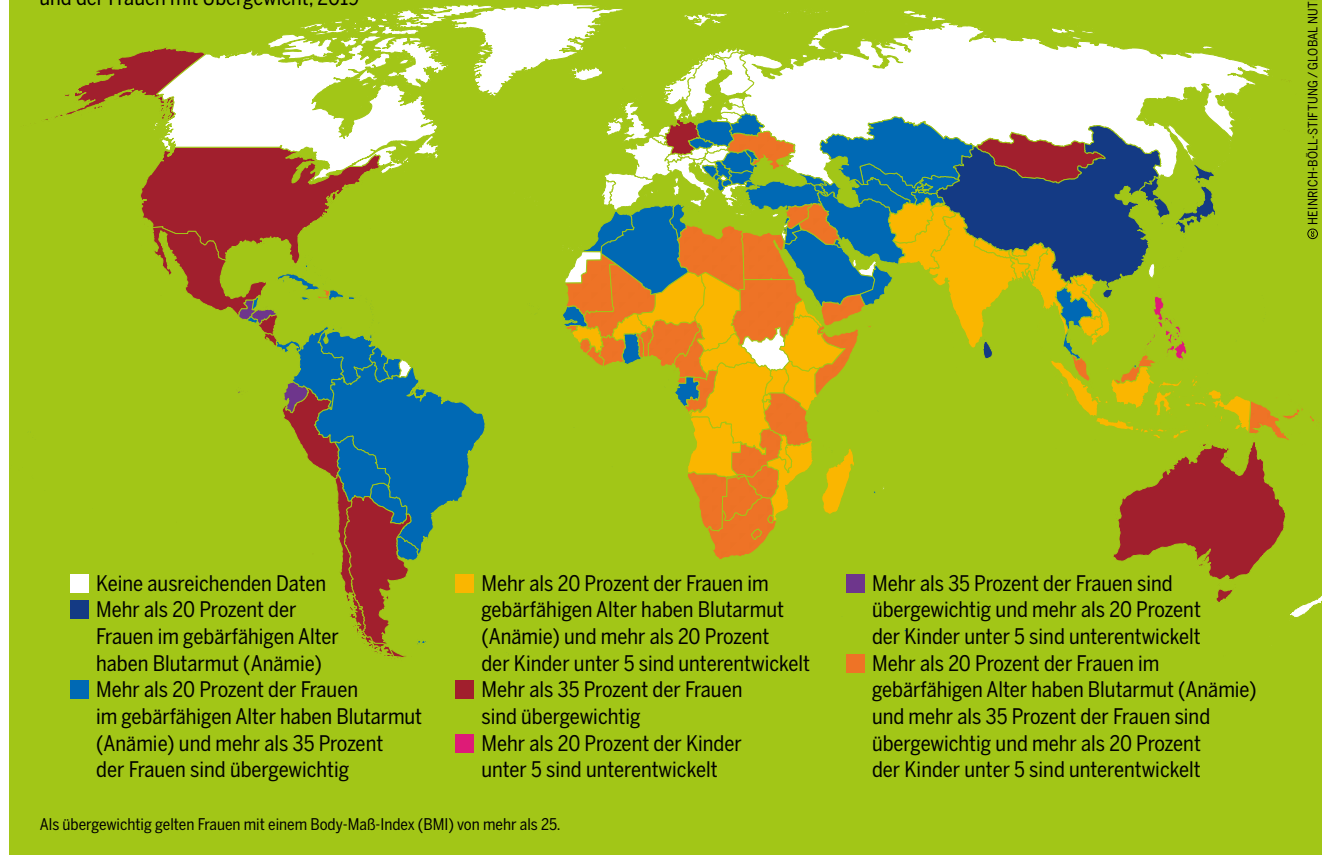 und der Frauen mit Übergewicht, 2019
© HEINRICH-BÖLL-STIFTUNG / GLOBAL NUT
Keine ausreichenden Daten
Mehr als 20 Prozent der
Frauen im gebärfähigen Alter
haben Blutarmut (Anämie)
Mehr als 20 Prozent der Frauen
im gebärfähigen Alter haben Blutarmut
(Anämie) und mehr als 35 Prozent
der Frauen sind übergewichtig
Mehr als 20 Prozent der Frauen im
gebärfähigen Alter haben Blutarmut
(Anämie) und mehr als 20 Prozent
der Kinder unter 5 sind unterentwickelt
Mehr als 35 Prozent der Frauen
sind übergewichtig
Mehr als 20 Prozent der Kinder
unter 5 sind unterentwickelt
Mehr als 35 Prozent der Frauen sind
übergewichtig und mehr als 20 Prozent
der Kinder unter 5 sind unterentwickelt
Mehr als 20 Prozent der Frauen im
gebärfähigen Alter haben Blutarmut (Anämie)
und mehr als 35 Prozent der Frauen sind
übergewichtig und mehr als 20 Prozent
der Kinder unter 5 sind unterentwickelt
Als übergewichtig gelten Frauen mit einem Body-Maß-Index (BMI) von mehr als 25.